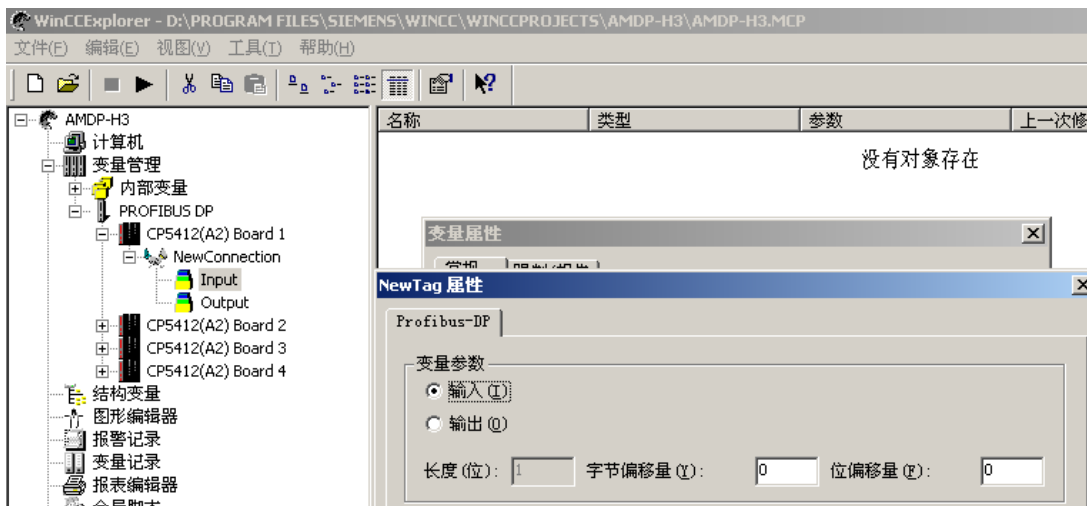 WinCCExplorer - D:\PROGRAM FILES\SIEMENS\WINCC\WINCCPROJECTS\AMDP-H3\AMDP-H3.MCP
文件(F) 编辑(E) 视图(V) 工具(T) 帮助(H)
AMDP-H3
计算机
变量管理
内部变量
PROFIBUS DP
CP5412(A2) Board 1
NewConnection
Input
Output
CP5412(A2) Board 2
CP5412(A2) Board 3
CP5412(A2) Board 4
结构变量
图形编辑器
报警记录
变量记录
报表编辑器
名称 类型 参数 上一次修
没有对象存在
变量属性
NewTag 属性
Profibus-DP
变量参数
输入(I)
输出(O)
长度(位): 1 字节偏移量(Y): 0 位偏移量(F): 0